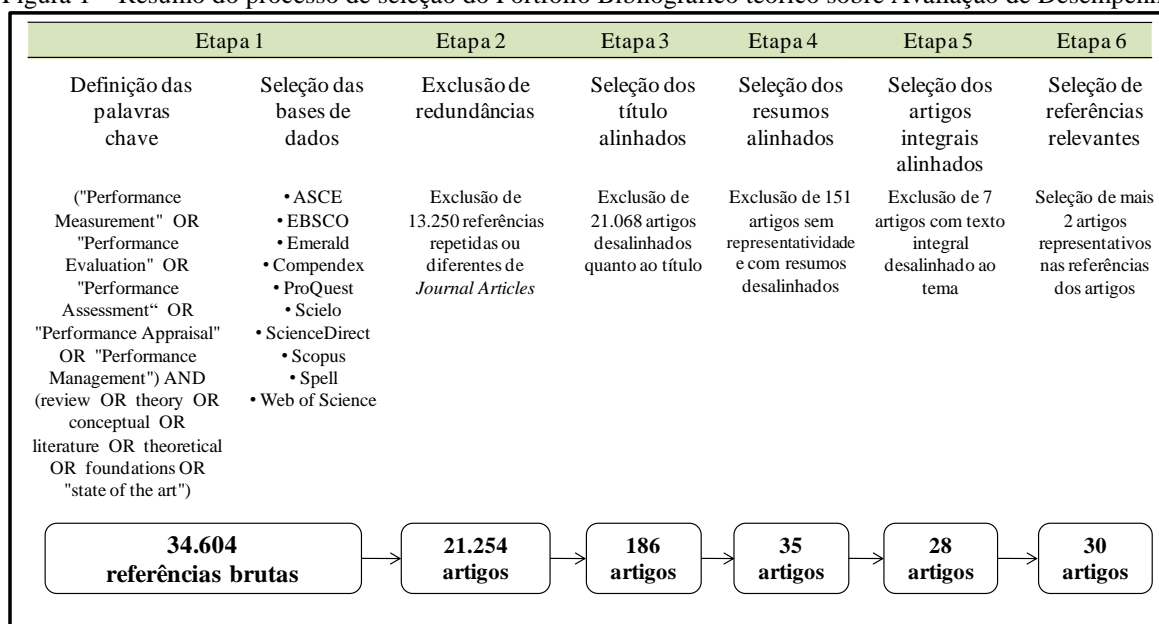 Figura 1 – Resumo do processo de seleção do Portfólio Bibliográfico teórico sobre Avaliação de Desempenho
Etapa 1
Etapa 2
Etapa 3
Etapa 4
Etapa 5
Etapa 6
Definição das
palavras
chave
Seleção das
bases de
dados
Exclusão de
redundâncias
Seleção dos
título
alinhados
Seleção dos
resumos
alinhados
Seleção dos
artigos
integrais
alinhados
Seleção de
referências
relevantes
("Performance
Measurement" OR
"Performance
Evaluation" OR
"Performance
Assessment“ OR
"Performance Appraisal"
OR "Performance
Management") AND
(review OR theory OR
conceptual OR
literature OR theoretical
OR foundations OR
"state of the art")
• ASCE
• EBSCO
• Emerald
• Compendex
• ProQuest
• Scielo
• ScienceDirect
• Scopus
• Spell
• Web of Science
Exclusão de
13.250 referências
repetidas ou
diferentes de
Journal Articles
Exclusão de
21.068 artigos
desalinhados
quanto ao título
Exclusão de 151
artigos sem
representatividade
e com resumos
desalinhados
Exclusão de 7
artigos com texto
integral
desalinhado ao
tema
Seleção de mais
2 artigos
representativos
nas referências
dos artigos
34.604
referências brutas
21.254
artigos
186
artigos
35
artigos
28
artigos
30
artigos